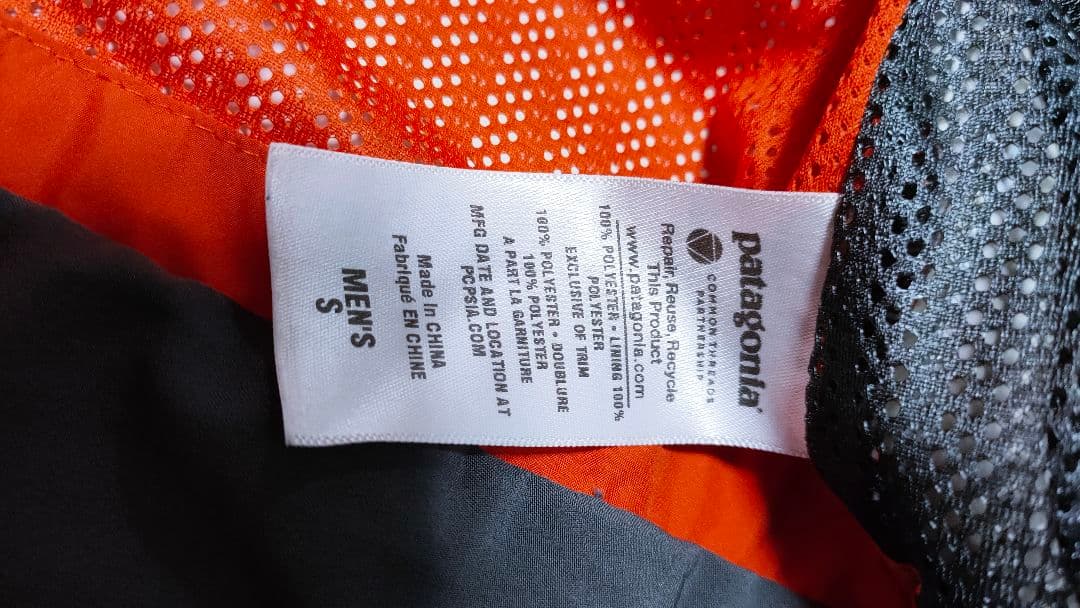 patagonia®
COMMON THREADS
PARTNERSHIP
Repair, Reuse, Recycle
This Product
www.patagonia.com
100% POLYESTER • LINING 100%
POLYESTER
EXCLUSIVE OF TRIM
100% POLYESTER • DOUBLURE
100% POLYESTER
A PART LA GARNITURE
MFG DATE AND LOCATION AT
PCPSIA.COM
Made in CHINA
Fabriqué EN CHINE
MEN'S
S